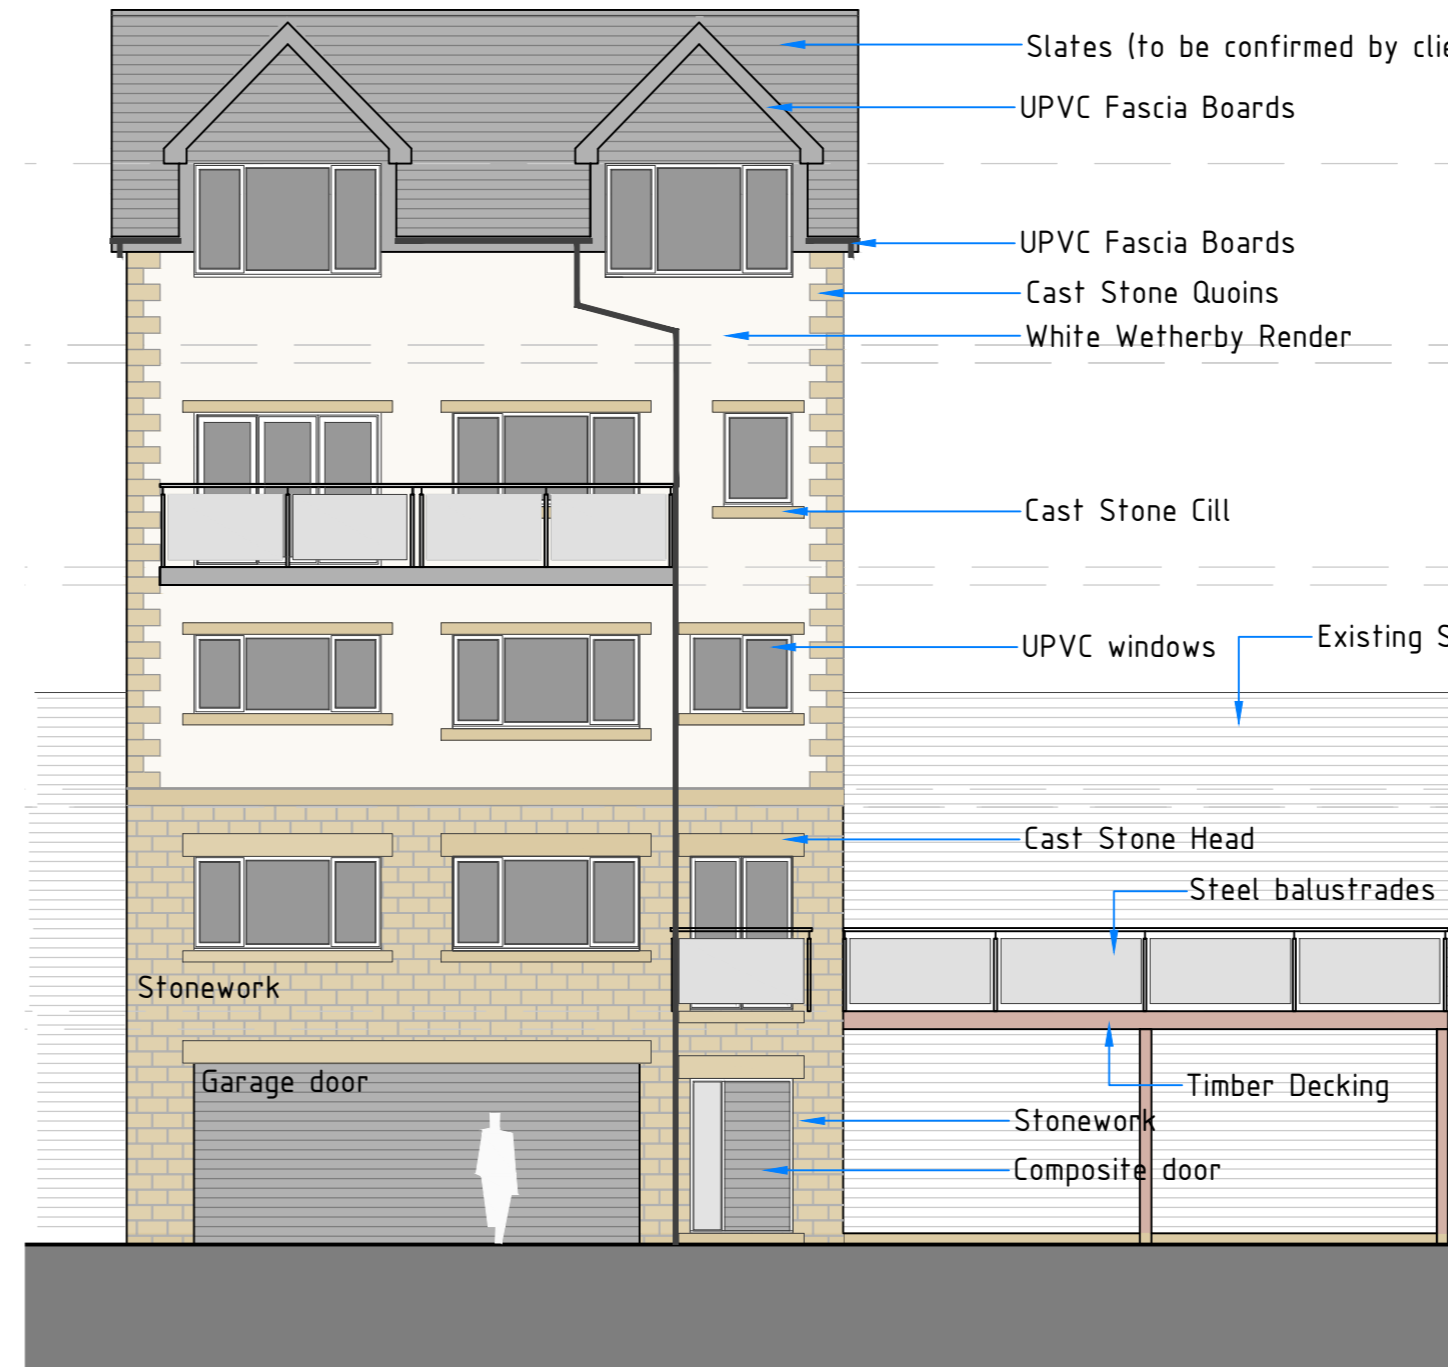 Slates (to be confirmed by
UPVC Fascia Boards
UPVC Fascia Boards
Cast Stone Quoins
White Wetherby Render
Cast Stone Cill
UPVC windows
Existing
Cast Stone Head
Steel balustrades
Stonework
Garage door
Timber Decking
Stonework
Composite door